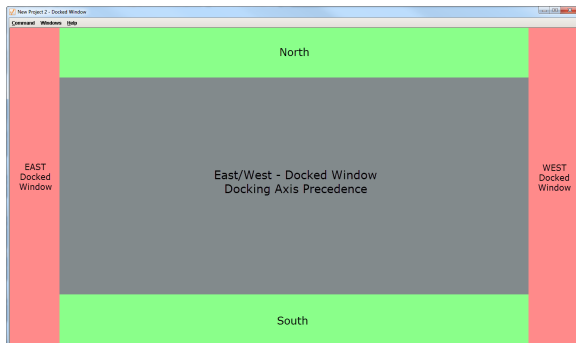 New Project 2 - Docked Window
Command Windows Help
North
EAST
Docked
Window
East/West - Docked Window
Docking Axis Precedence
WEST
Docked
Window
South